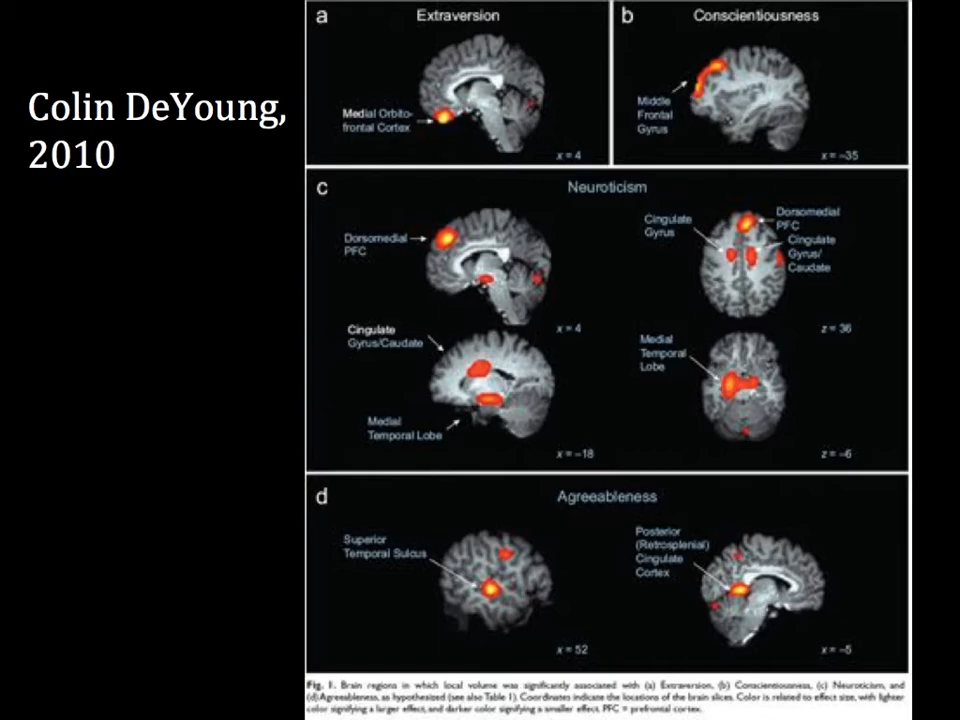 Colin DeYoung,
2010
a
Extraversion
Medial Orbito-
frontal Cortex
x = 4
b
Conscientiousness
Middle
Frontal
Gyrus
x = –35
c
Neuroticism
Dorsomedial
PFC
x = 4
Cingulate
Gyrus
Dorsomedial
PFC
Cingulate
Gyrus/
Caudate
z = 36
Cingulate
Gyrus/Caudate
Medial
Temporal Lobe
x = –18
Medial
Temporal
Lobe
z = –6
d
Agreeableness
Superior
Temporal Sulcus
x = 52
Posterior
(Retrosplenial)
Cingulate
Cortex
x = –5
Fig. 1. Brain regions in which local volume was significantly associated with (a) Extraversion, (b) Conscientiousness, (c) Neuroticism, and
(d) Agreeableness, as hypothesized (see also Table 1). Coordinates indicate the locations of the brain slices. Color is related to effect size, with lighter
color signifying a larger effect, and darker color signifying a smaller effect. PFC = prefrontal cortex.